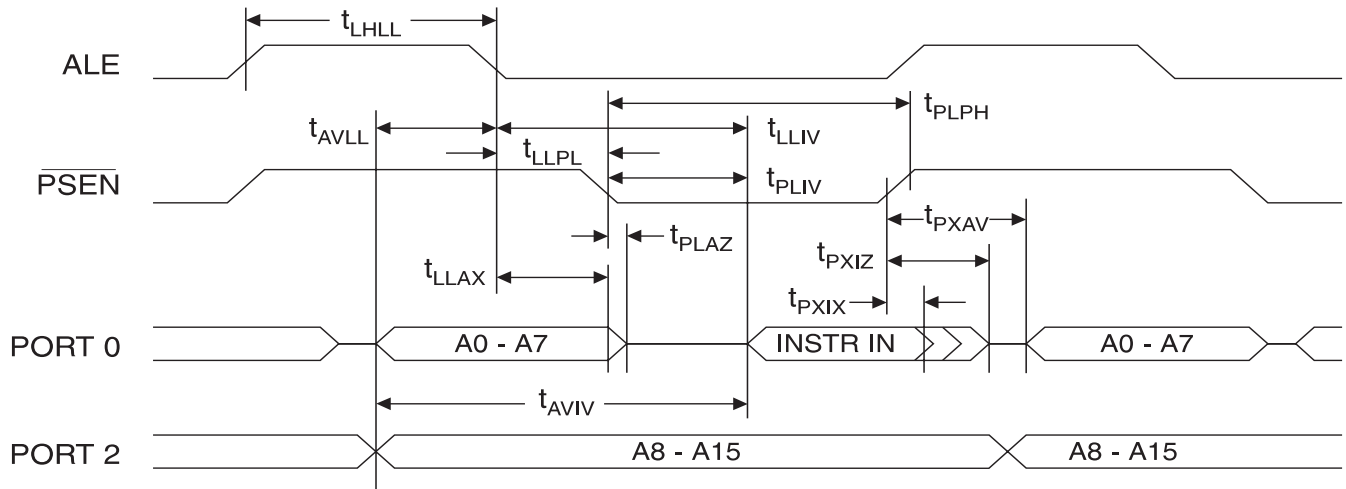 tLHLL
ALE
tPLPH
tAVLL
tLLIV
tLLPL
PSEN
tPLIV
tPXAV
tPLAZ
tPXIZ
tLLAX
tPXIX
PORT 0
A0 - A7
INSTR IN
A0 - A7
tAVIV
PORT 2
A8 - A15
A8 - A15